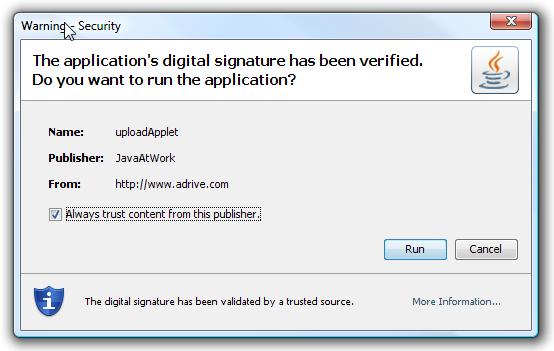 Warning - Security
The application's digital signature has been verified.
Do you want to run the application?
Name: uploadApplet
Publisher: JavaAtWork
From: http://www.adrive.com
Always trust content from this publisher.
Run Cancel
The digital signature has been validated by a trusted source. More Information...